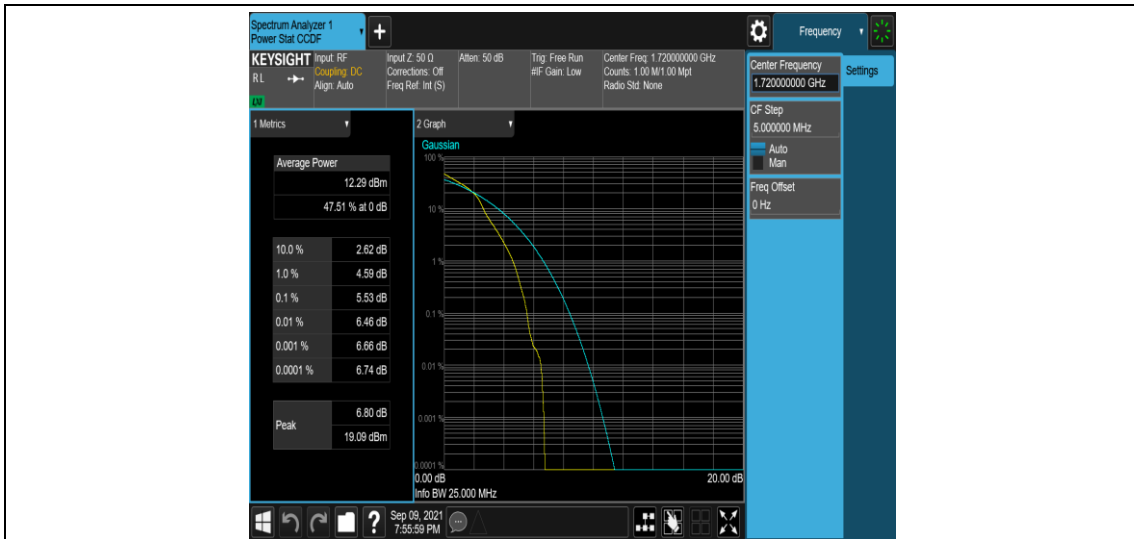 Spectrum Analyzer 1
Power Stat CCDF
Frequency
KEYSIGHT
R L
LXI
Input: RF
Coupling: DC
Align: Auto
Input Z: 50 Ω
Corrections: Off
Freq Ref: Int (S)
Atten: 50 dB
Trig: Free Run
#IF Gain: Low
Center Freq: 1.720000000 GHz
Counts: 1.00 M/1.00 Mpt
Radio Std: None
Center Frequency
1.720000000 GHz
Settings
CF Step
5.000000 MHz
Auto
Man
Freq Offset
0 Hz
1 Metrics
Average Power
12.29 dBm
47.51 % at 0 dB
10.0 % 2.62 dB
1.0 % 4.59 dB
0.1 % 5.53 dB
0.01 % 6.46 dB
0.001 % 6.66 dB
0.0001 % 6.74 dB
Peak
6.80 dB
19.09 dBm
2 Graph
Gaussian
100 %
10 %
1 %
0.1 %
0.01 %
0.001 %
0.0001 %
0.00 dB 20.00 dB
Info BW 25.000 MHz
Sep 09, 2021
7:55:59 PM